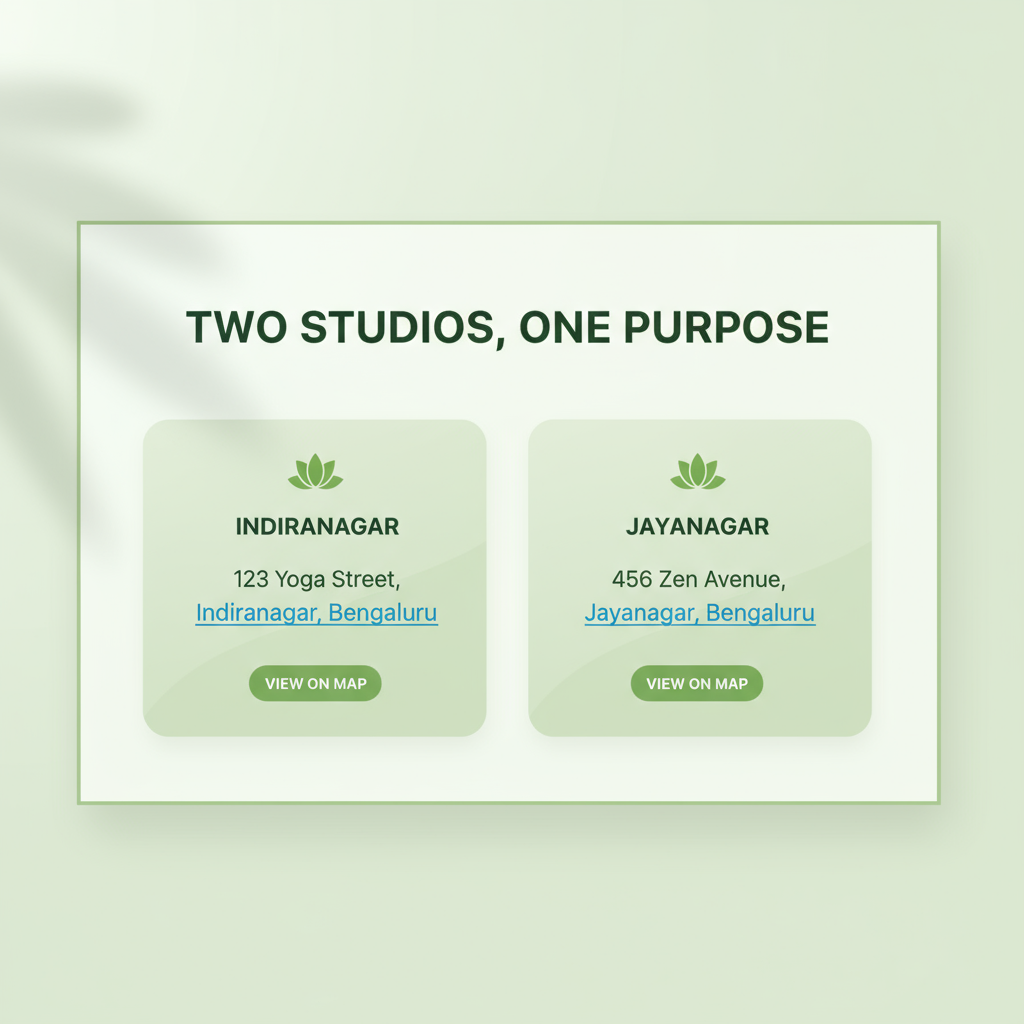 TWO STUDIOS, ONE PURPOSE
INDIRANAGAR
123 Yoga Street,
Indiranagar, Bengaluru
VIEW ON MAP
JAYANAGAR
456 Zen Avenue,
Jayanagar, Bengaluru
VIEW ON MAP